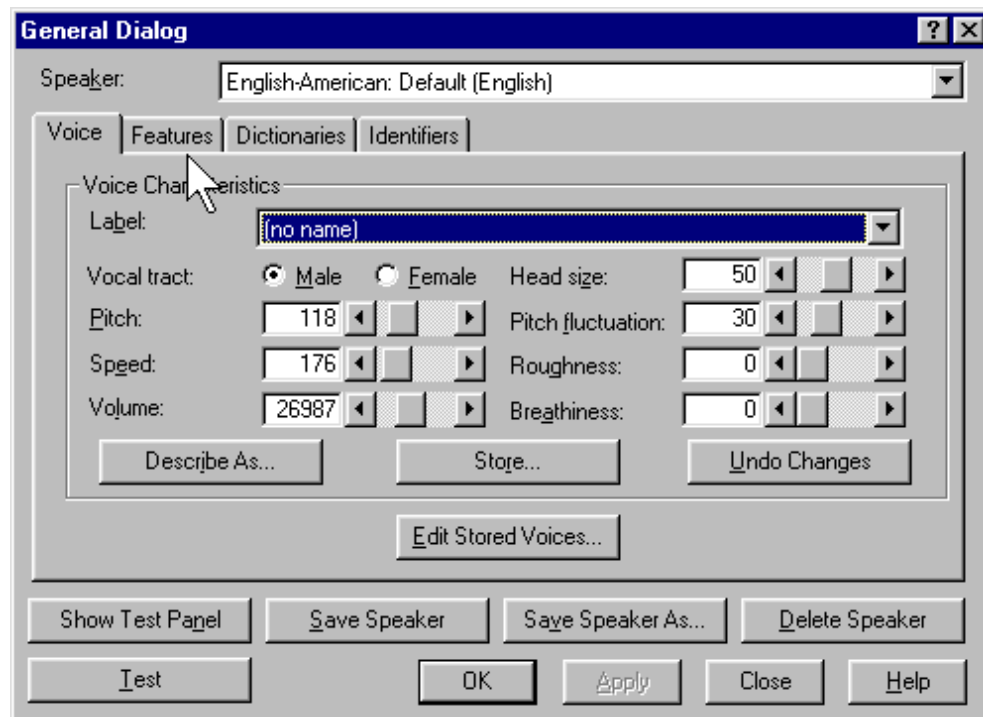 General Dialog
Speaker: English-American: Default (English)
Voice Features Dictionaries Identifiers
Voice Characteristics
Label: (no name)
Vocal tract: Male Female Head size: 50
Pitch: 118 Pitch fluctuation: 30
Speed: 176 Roughness: 0
Volume: 26987 Breathiness: 0
Describe As... Store... Undo Changes
Edit Stored Voices...
Show Test Panel Save Speaker Save Speaker As... Delete Speaker
Test OK Apply Close Help